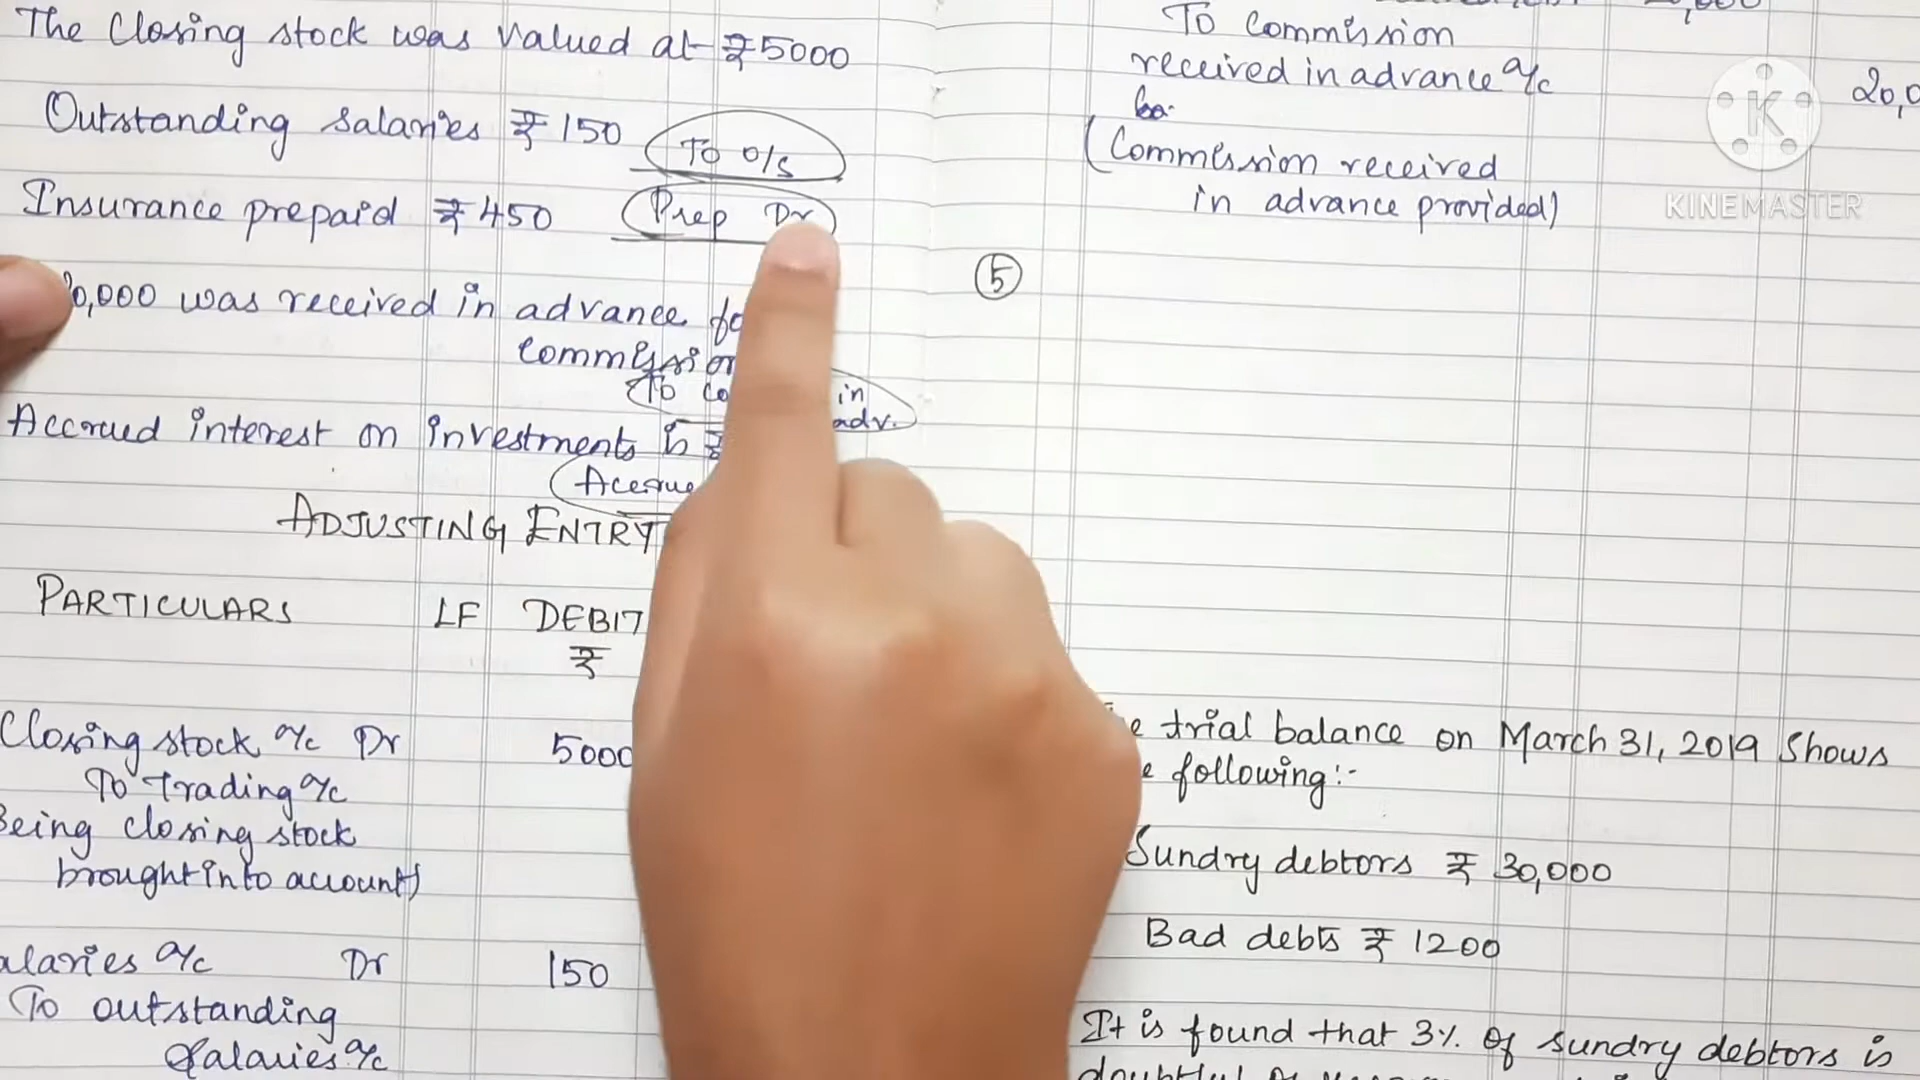 The Closing stock was valued at ₹5000
Outstanding salaries ₹ 150
To o/s
Insurance prepaid ₹ 450
Prep Dr
0,000 was received in advance
commission
To co in
adv.
Accrued interest on investments is ₹
Accrue
ADJUSTING ENTRY
PARTICULARS LF DEBIT
₹
Closing stock a/c Dr 5000
To trading a/c
Being closing stock
brought into account)
alaries a/c Dr 150
To outstanding
Salaries a/c
To Commission
received in advance a/c
20,0
(Commission received
in advance provided)
KINEMASTER
5
e trial balance on March 31, 2019 shows
e following:-
Sundry debtors ₹ 30,000
Bad debts ₹ 1200
It is found that 3% of sundry debtors is